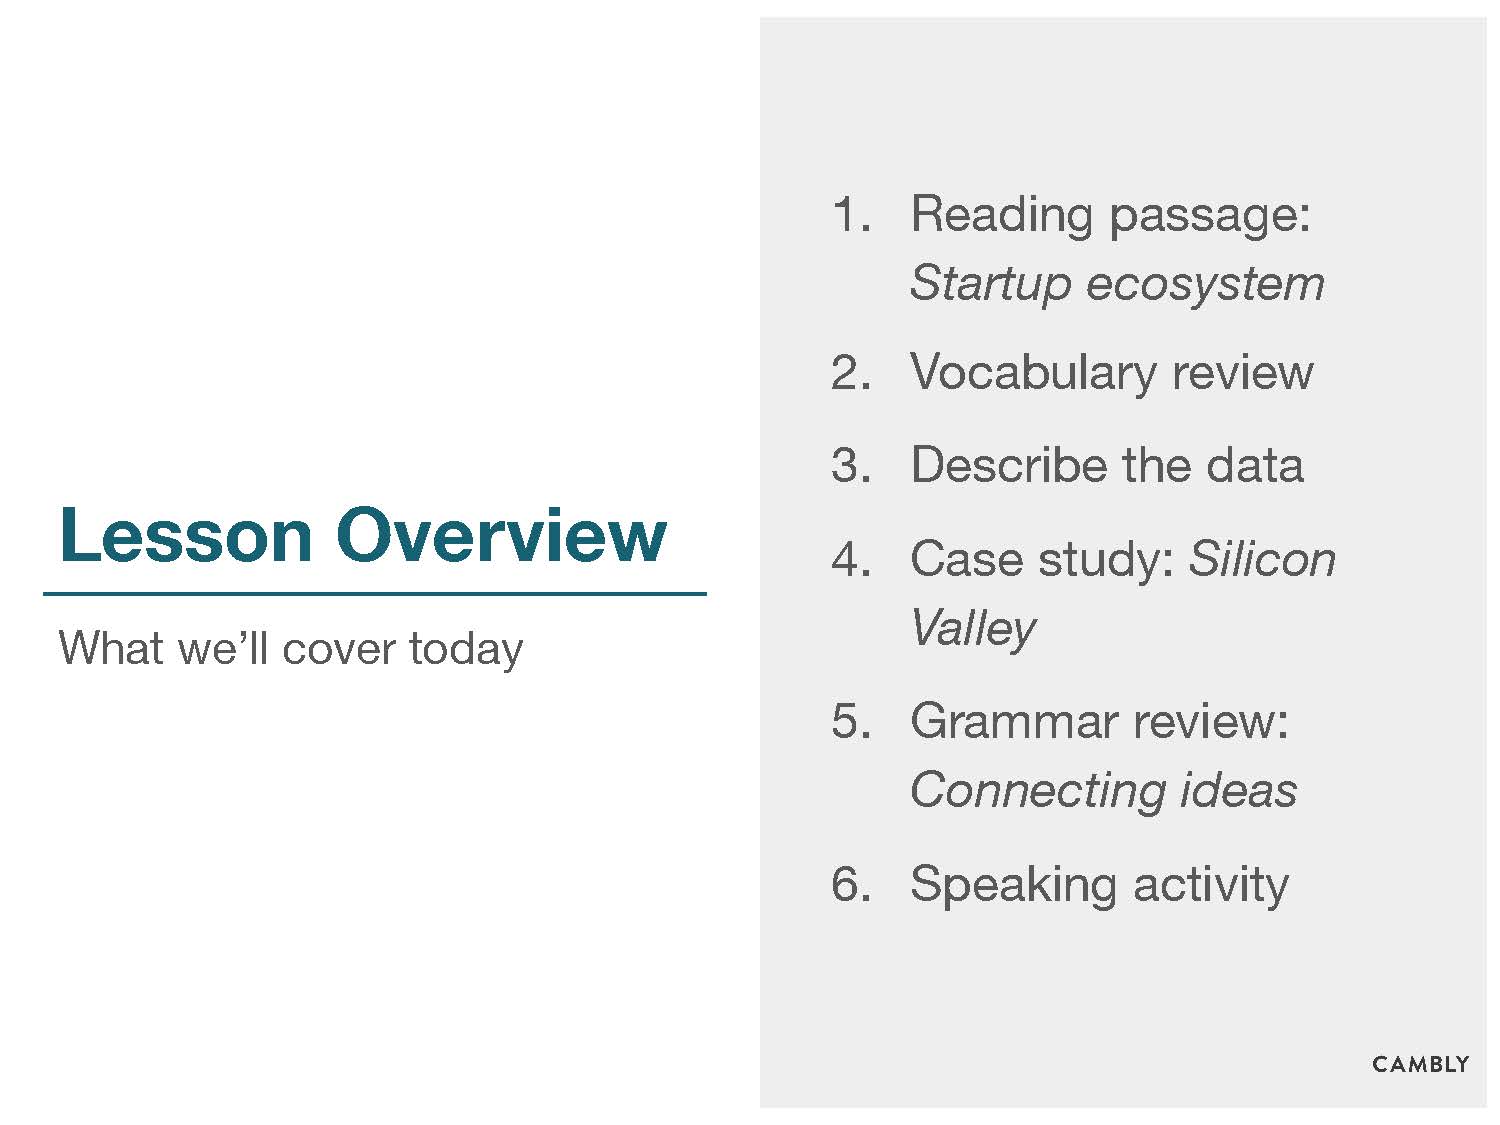 Lesson Overview
What we'll cover today
1. Reading passage:
Startup ecosystem
2. Vocabulary review
3. Describe the data
4. Case study: Silicon
Valley
5. Grammar review:
Connecting ideas
6. Speaking activity
CAMBLY